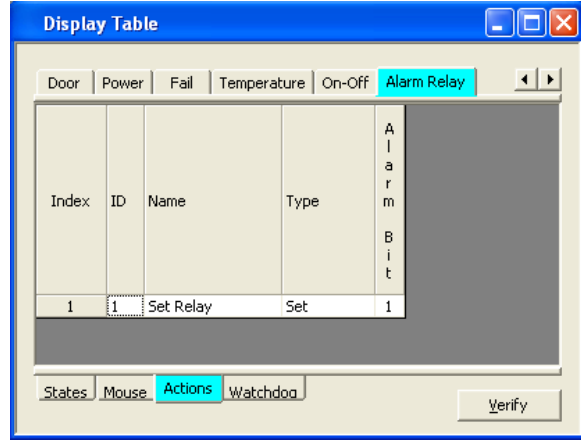 Display Table
Door Power Fail Temperature On-Off Alarm Relay
Index ID Name Type Alarm Bit
1 1 Set Relay Set 1
States Mouse Actions Watchdog
Verify